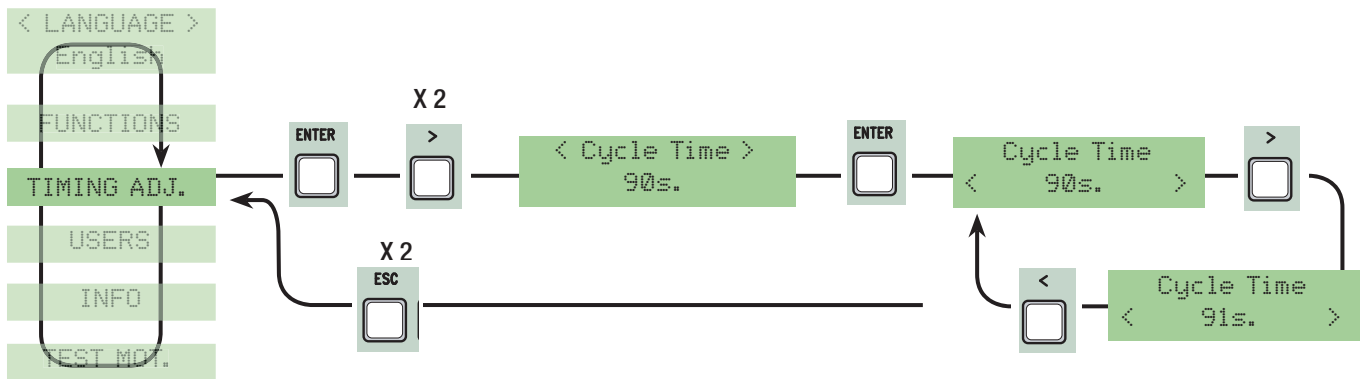 < LANGUAGE >
English
FUNCTIONS
TIMING ADJ.
USERS
INFO
TEST MOT.
ENTER
X 2
>
< Cycle Time >
90s.
ENTER
Cycle Time
< 90s. >
>
X 2
ESC
<
Cycle Time
< 91s. >